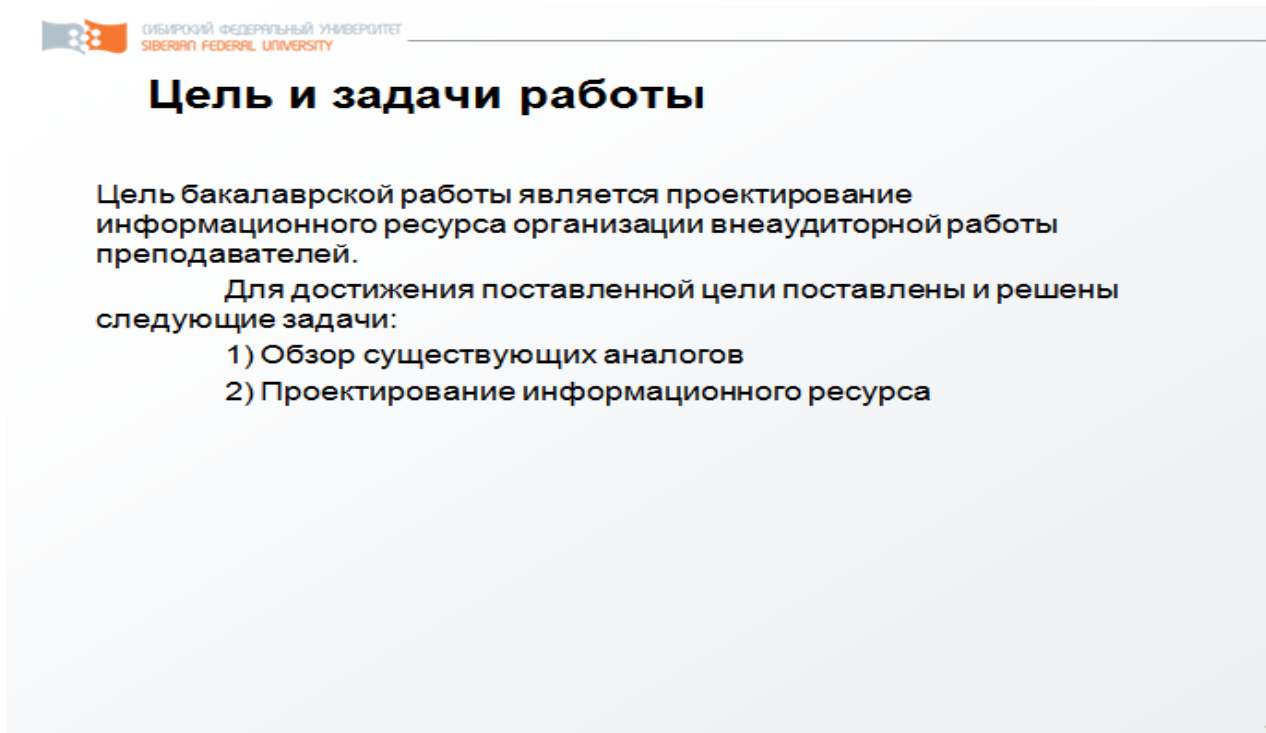 СИБИРСКИЙ ФЕДЕРАЛЬНЫЙ УНИВЕРСИТЕТ
SIBERIAN FEDERAL UNIVERSITY
Цель и задачи работы
Цель бакалаврской работы является проектирование
информационного ресурса организации внеаудиторной работы
преподавателей.
Для достижения поставленной цели поставлены и решены
следующие задачи:
1) Обзор существующих аналогов
2) Проектирование информационного ресурса